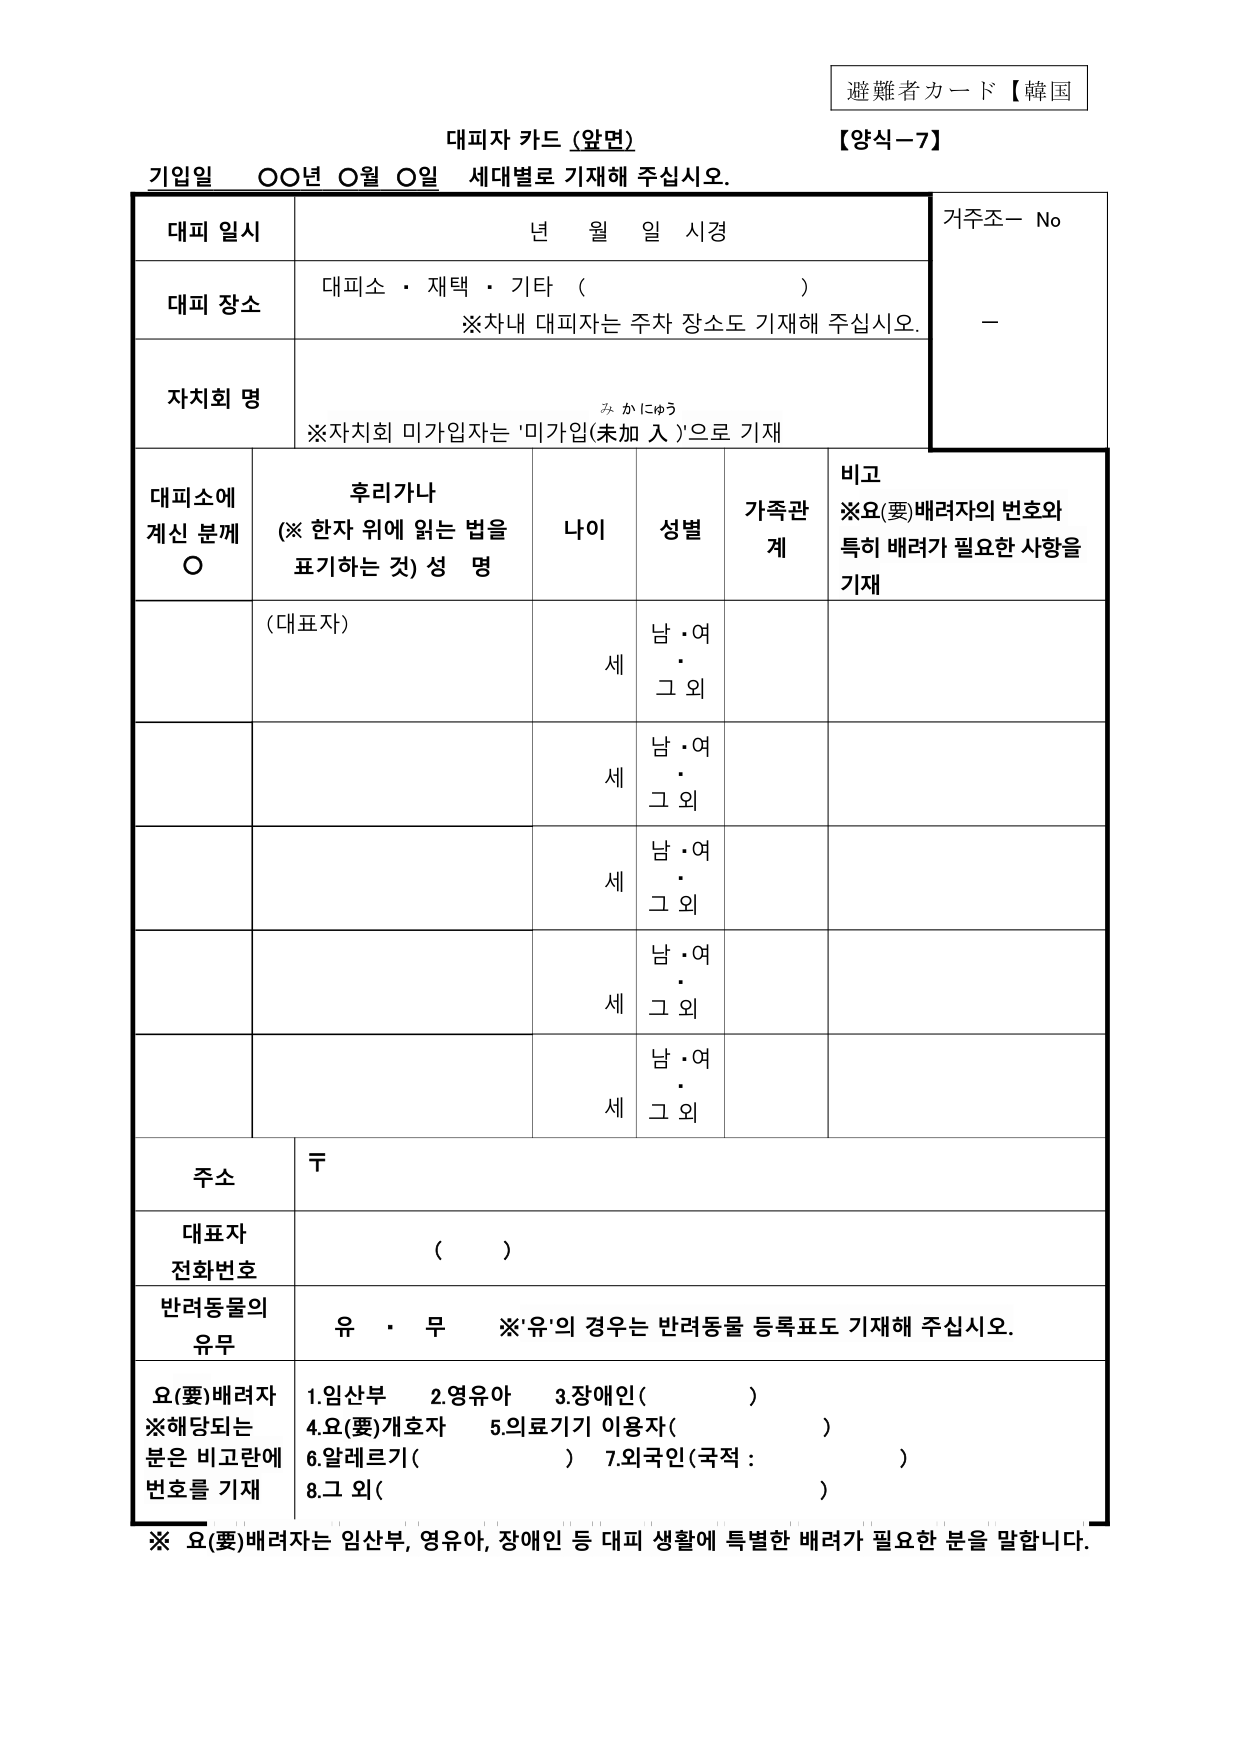 避難者カード【韓国
대피자 카드 (앞면) 【양식－7】
기입일 〇〇년 〇월 〇일 세대별로 기재해 주십시오.
대피 일시 년 월 일 시경
거주조－ No
－
대피 장소 대피소 ・ 재택 ・ 기타 ( )
※차내 대피자는 주차 장소도 기재해 주십시오.
자치회 명
み か にゅう
※자치회 미가입자는 '미가입(未加 入 )'으로 기재
대피소에
계신 분께
〇
후리가나
(※ 한자 위에 읽는 법을
표기하는 것) 성 명
나이
성별
가족관
계
비고
※요(要)배려자의 번호와
특히 배려가 필요한 사항을
기재
(대표자)
세
남 ・여
・
그 외
세
남 ・여
・
그 외
세
남 ・여
・
그 외
세
남 ・여
・
그 외
세
남 ・여
・
그 외
주소
〒
대표자
전화번호
( )
반려동물의
유무
유 ・ 무 ※'유'의 경우는 반려동물 등록표도 기재해 주십시오.
요(要)배려자
※해당되는
분은 비고란에
번호를 기재
1.임산부 2.영유아 3.장애인( )
4.요(要)개호자 5.의료기기 이용자( )
6.알레르기( ) 7.외국인(국적 : )
8.그 외( )
※ 요(要)배려자는 임산부, 영유아, 장애인 등 대피 생활에 특별한 배려가 필요한 분을 말합니다.